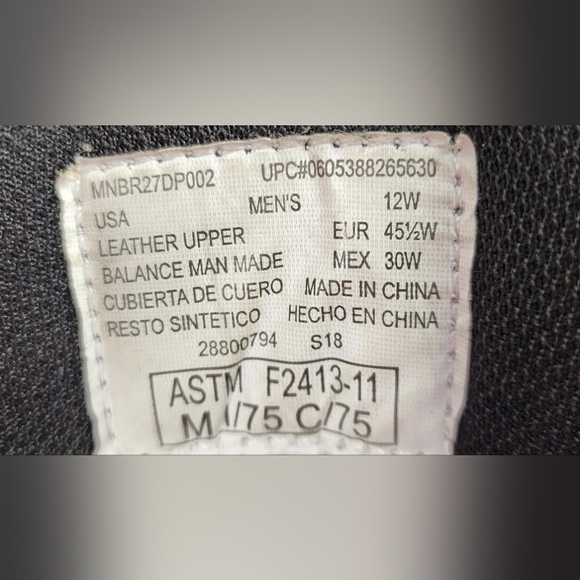 MNBR27DP002 UPC#0605388265630
USA MEN'S 12W
LEATHER UPPER EUR 45½W
BALANCE MAN MADE MEX 30W
CUBIERTA DE CUERO MADE IN CHINA
RESTO SINTETICO HECHO EN CHINA
28800794 S18
ASTM F2413-11
M I/75 C/75